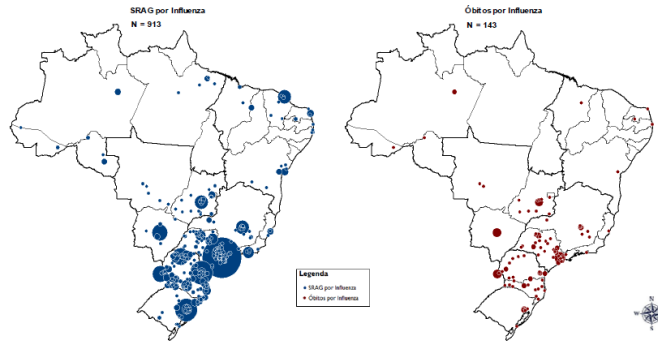 SRAG por Influenza
N = 913
Óbitos por Influenza
N = 143
Legenda
SRAG por Influenza
Óbitos por Influenza
N
W
S